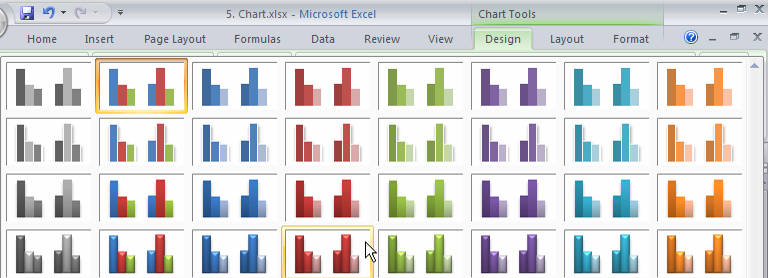 5. Chart.xlsx - Microsoft Excel Chart Tools
Home Insert Page Layout Formulas Data Review View Design Layout Format